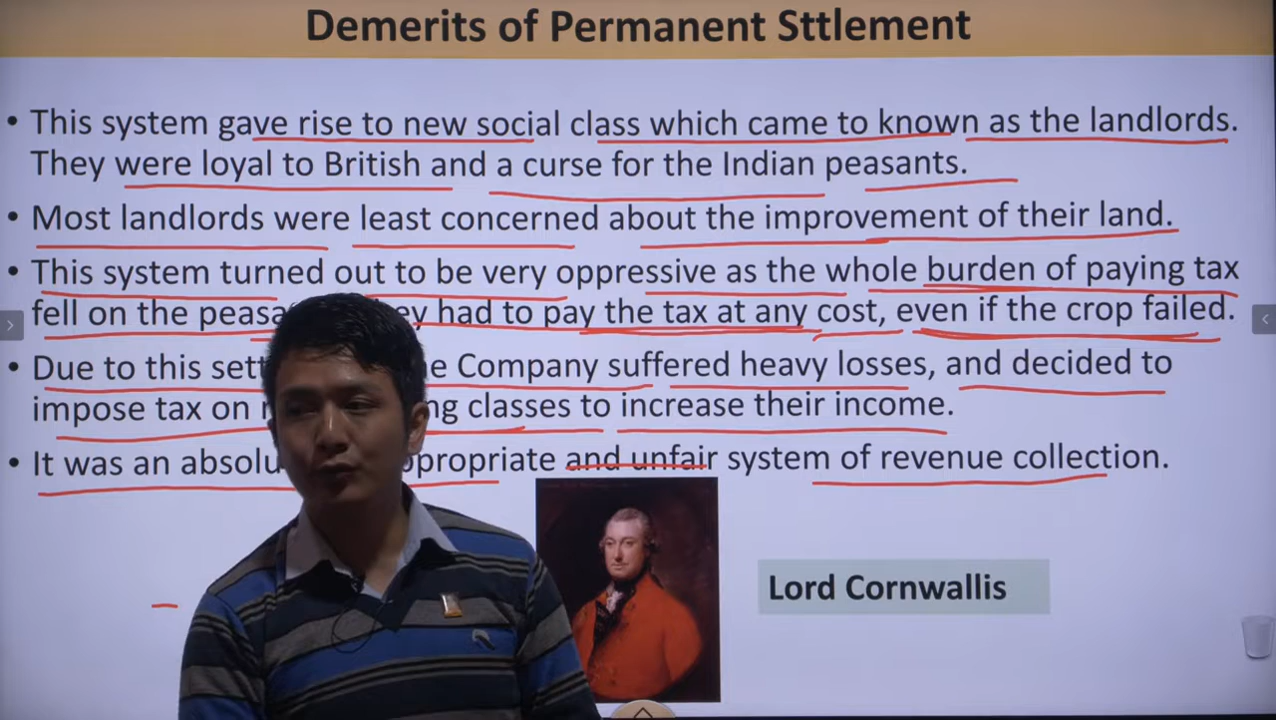 Demerits of Permanent Sttlement
• This system gave rise to new social class which came to known as the landlords.
They were loyal to British and a curse for the Indian peasants.
• Most landlords were least concerned about the improvement of their land.
• This system turned out to be very oppressive as the whole burden of paying tax
fell on the had to pay the tax at any cost, even if the crop failed.
• Due to this Company suffered heavy losses, and decided to
impose tax on classes to increase their income.
• It was an and unfair system of revenue collection.
Lord Cornwallis